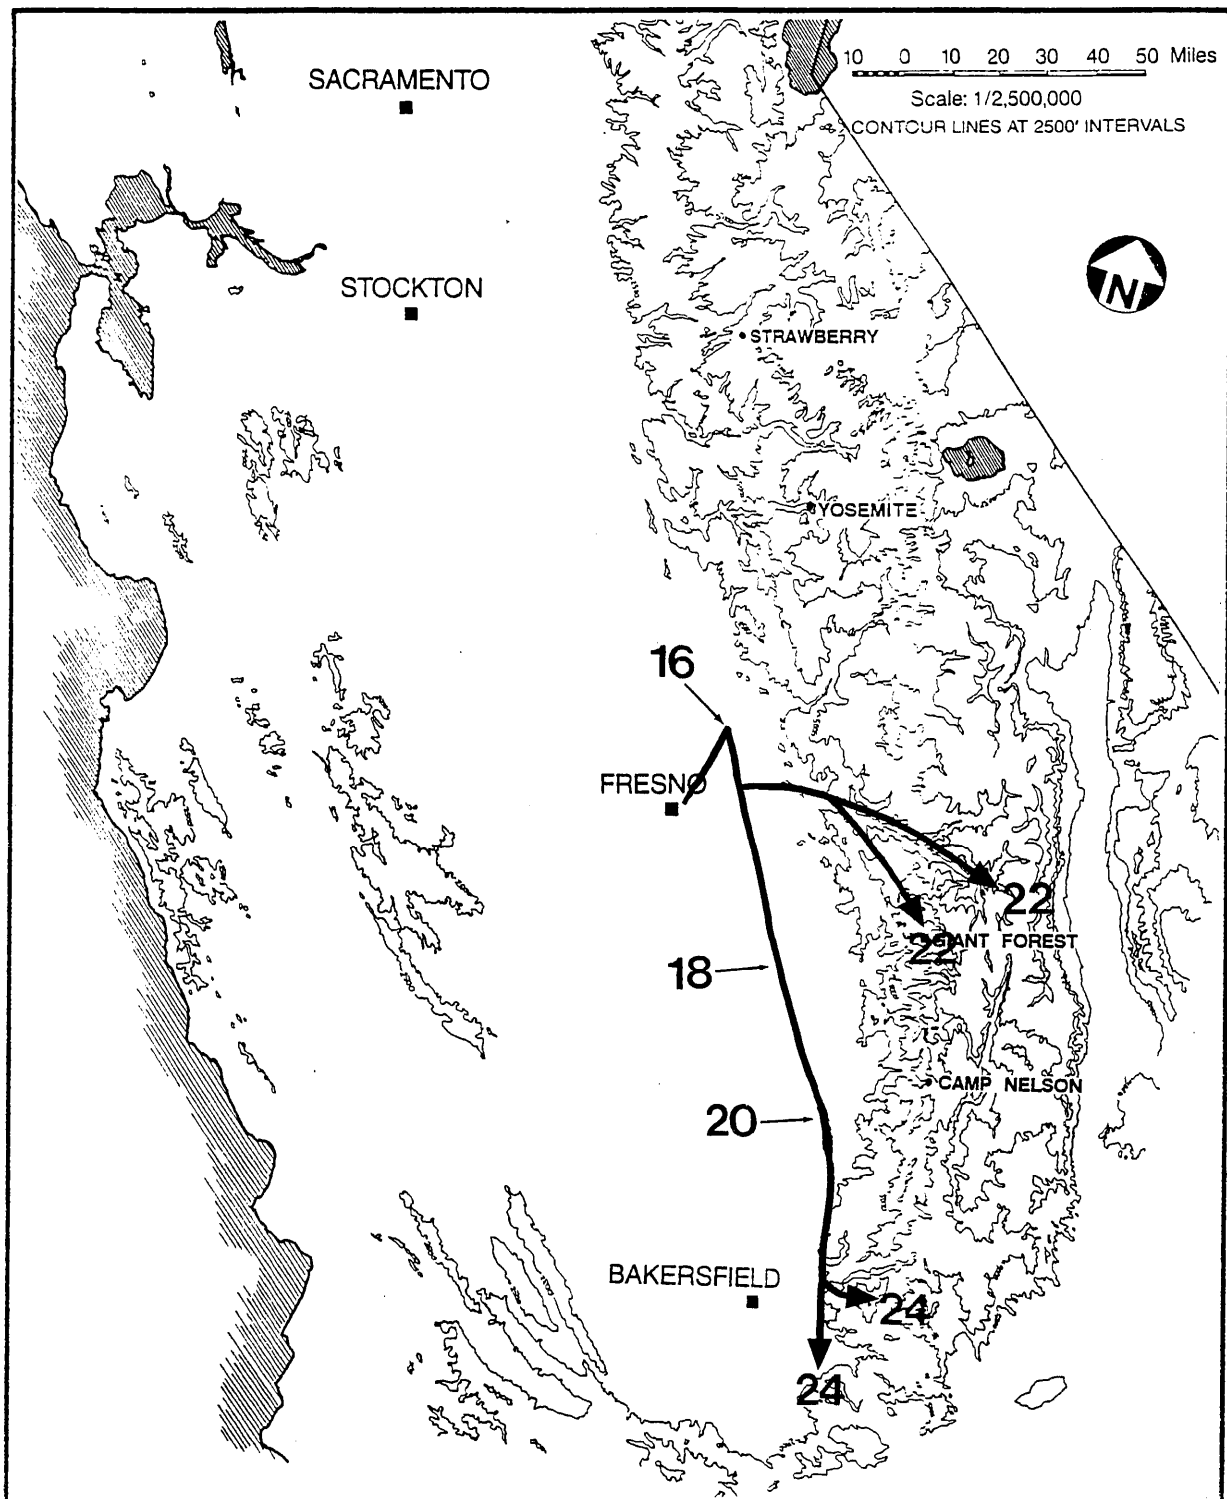 10 0 10 20 30 40 50 Miles
Scale: 1/2,500,000
CONTOUR LINES AT 2500' INTERVALS
SACRAMENTO
N
STOCKTON
STRAWBERRY
YOSEMITE
16
FRESNO
22
22
GIANT FOREST
18
CAMP NELSON
20
BAKERSFIELD
24
24